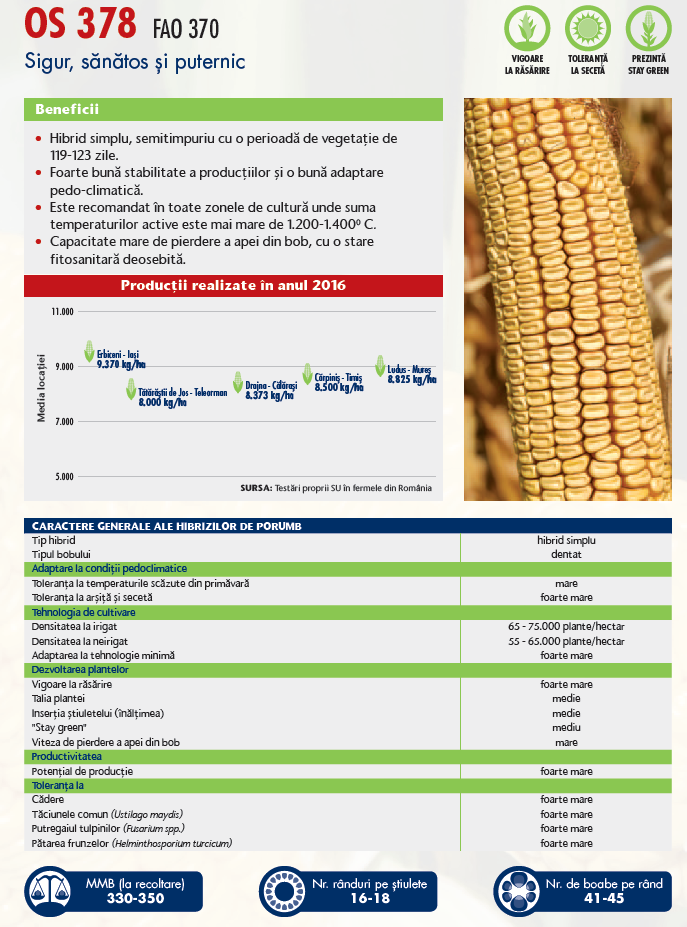 OS 378 FAO 370
Sigur, sănătos și puternic
VIGOARE
LA RĂSĂRIRE
TOLERANȚĂ
LA SECETĂ
PREZINTĂ
STAY GREEN
Beneficii
• Hibrid simplu, semitimpuriu cu o perioadă de vegetație de
119-123 zile.
• Foarte bună stabilitate a producțiilor și o bună adaptare
pedo-climatică.
• Este recomandat în toate zonele de cultură unde suma
temperaturilor active este mai mare de 1.200-1.400⁰ C.
• Capacitate mare de pierdere a apei din bob, cu o stare
fitosanitară deosebită.
Producții realizate în anul 2016
Media locației
11.000
9.000
7.000
5.000
Erbiceni - Iași
9.370 kg/ha
Tătărăștii de Jos - Teleorman
8.000 kg/ha
Drajna - Călărași
8.373 kg/ha
Cărpiniș - Timiș
8.500 kg/ha
Luduș - Mureș
8.825 kg/ha
SURSA: Testări proprii SU în fermele din România
CARACTERE GENERALE ALE HIBRIZILOR DE PORUMB
Tip hibrid hibrid simplu
Tipul bobului dentat
Adaptare la condiții pedoclimatice
Toleranța la temperaturile scăzute din primăvară mare
Toleranța la arșiță și secetă foarte mare
Tehnologia de cultivare
Densitatea la irigat 65 - 75.000 plante/hectar
Densitatea la neirigat 55 - 65.000 plante/hectar
Adaptarea la tehnologie minimă foarte mare
Dezvoltarea plantelor
Vigoare la răsărire foarte mare
Talia plantei medie
Inserția știuletelui (înălțimea) medie
"Stay green" mediu
Viteza de pierdere a apei din bob mare
Productivitatea
Potențial de producție foarte mare
Toleranța la
Cădere foarte mare
Tăciunele comun (Ustilago maydis) foarte mare
Putregaiul tulpinilor (Fusarium spp.) foarte mare
Pătarea frunzelor (Helminthosporium turcicum) foarte mare
MMB (la recoltare)
330-350
Nr. rânduri pe știulete
16-18
Nr. de boabe pe rând
41-45